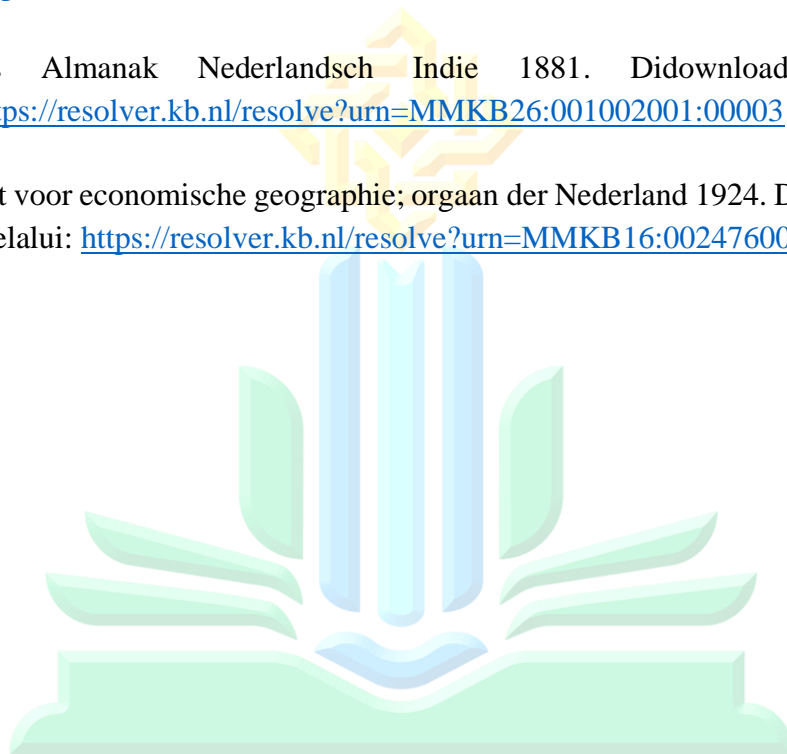 Almanak Nederlandsch Indie 1881. Didownload
tps://resolver.kb.nl/resolve?urn=MMKB26:001002001:00003
t voor economische geographie; orgaan der Nederland 1924. D
elalui: https://resolver.kb.nl/resolve?urn=MMKB16:00247600